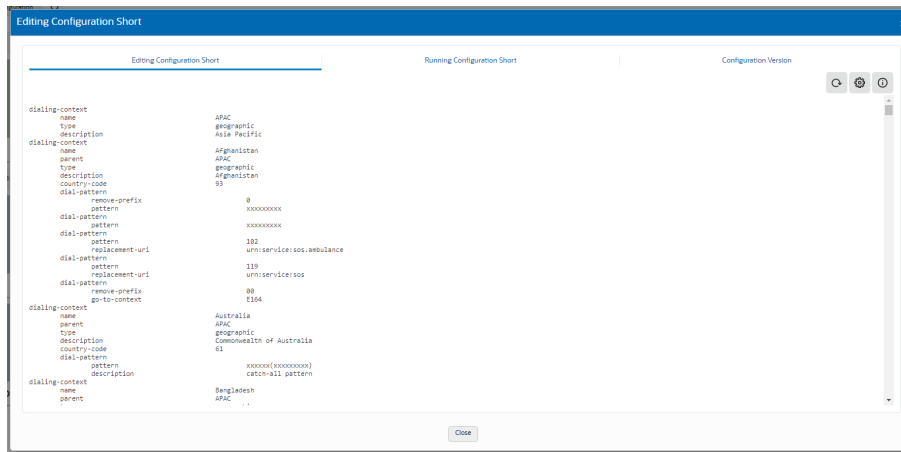 Editing Configuration Short
Editing Configuration Short
Running Configuration Short
Configuration Version
dialing-context
name APAC
type geographic
description Asia Pacific
dialing-context
name Afghanistan
parent APAC
type geographic
description Afghanistan
country-code 93
dial-pattern
remove-prefix 0
pattern xxxxxxxxx
dial-pattern
pattern xxxxxxxxx
dial-pattern
pattern 102
replacement-uri urn:service:sos.ambulance
dial-pattern
pattern 119
replacement-uri urn:service:sos
dial-pattern
remove-prefix 00
go-to-context E164
dialing-context
name Australia
parent APAC
type geographic
description Commonwealth of Australia
country-code 61
dial-pattern
pattern xxxxxx(xxxxxxxxx)
description catch-all pattern
dialing-context
name Bangladesh
parent APAC
Close